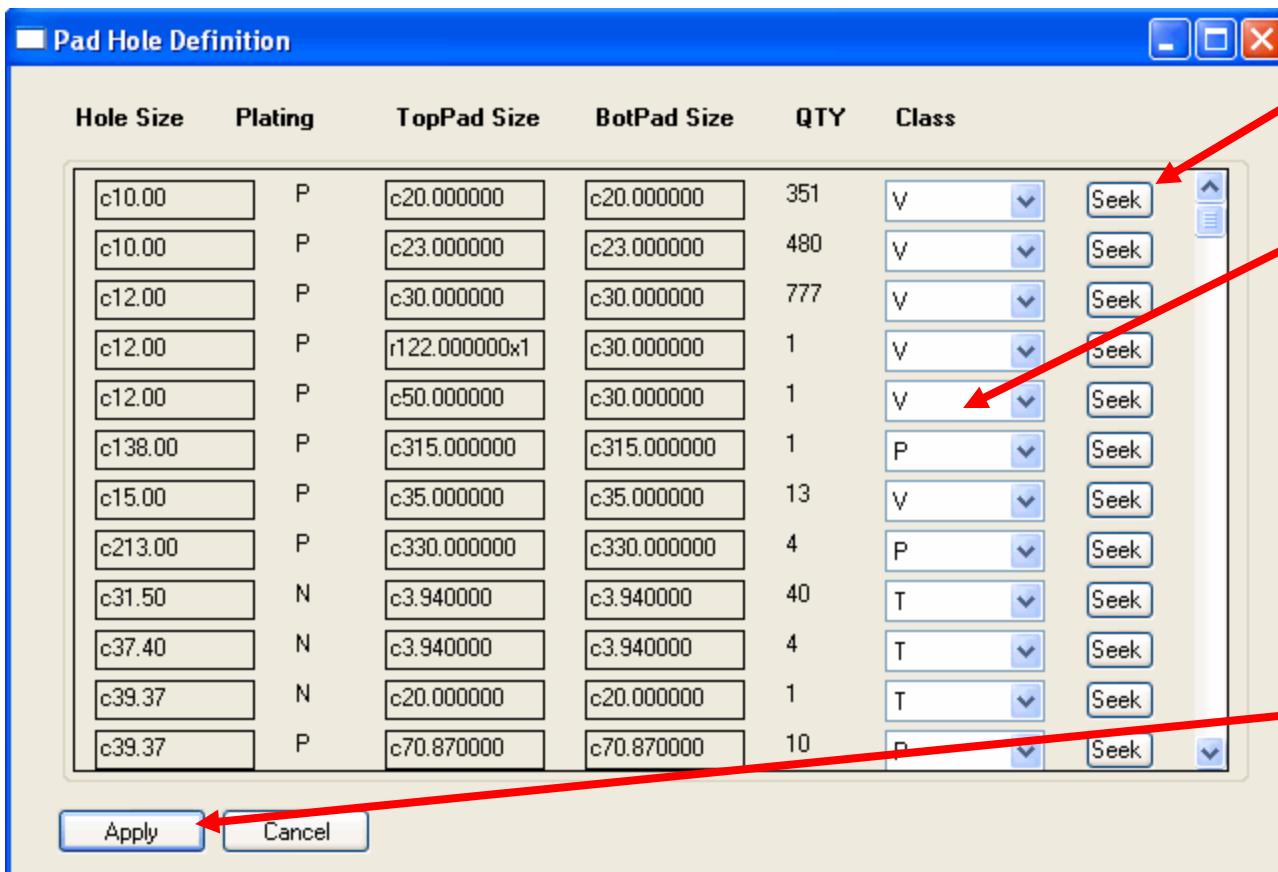 Pad Hole Definition
Hole Size Plating TopPad Size BotPad Size QTY Class
c10.00 P c20.000000 c20.000000 351 V Seek
c10.00 P c23.000000 c23.000000 480 V Seek
c12.00 P c30.000000 c30.000000 777 V Seek
c12.00 P r122.000000x1 c30.000000 1 V Seek
c12.00 P c50.000000 c30.000000 1 V Seek
c138.00 P c315.000000 c315.000000 1 P Seek
c15.00 P c35.000000 c35.000000 13 V Seek
c213.00 P c330.000000 c330.000000 4 P Seek
c31.50 N c3.940000 c3.940000 40 T Seek
c37.40 N c3.940000 c3.940000 4 T Seek
c39.37 N c20.000000 c20.000000 1 T Seek
c39.37 P c70.870000 c70.870000 10 P Seek
Apply Cancel